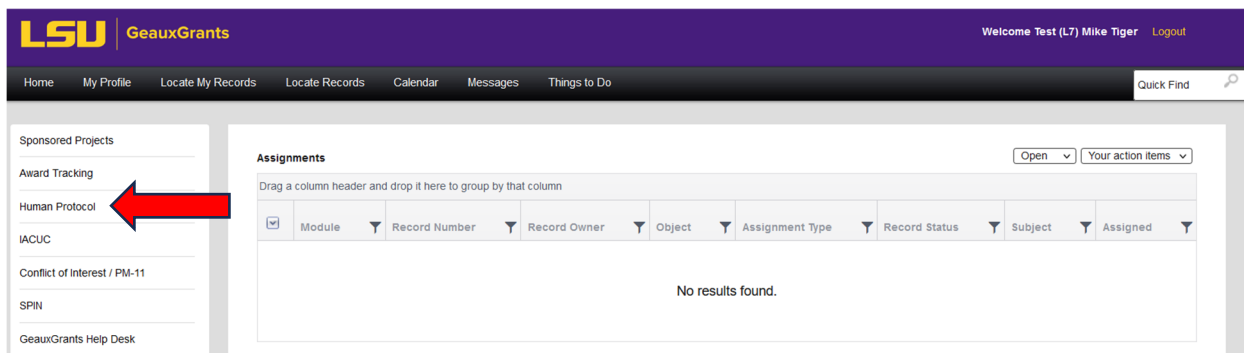 LSU GeauxGrants
Welcome Test (L7) Mike Tiger Logout
Home My Profile Locate My Records Locate Records Calendar Messages Things to Do
Quick Find
Sponsored Projects
Award Tracking
Human Protocol
IACUC
Conflict of Interest / PM-11
SPIN
GeauxGrants Help Desk
Assignments
Open Your action items
Drag a column header and drop it here to group by that column
Module Record Number Record Owner Object Assignment Type Record Status Subject Assigned
No results found.